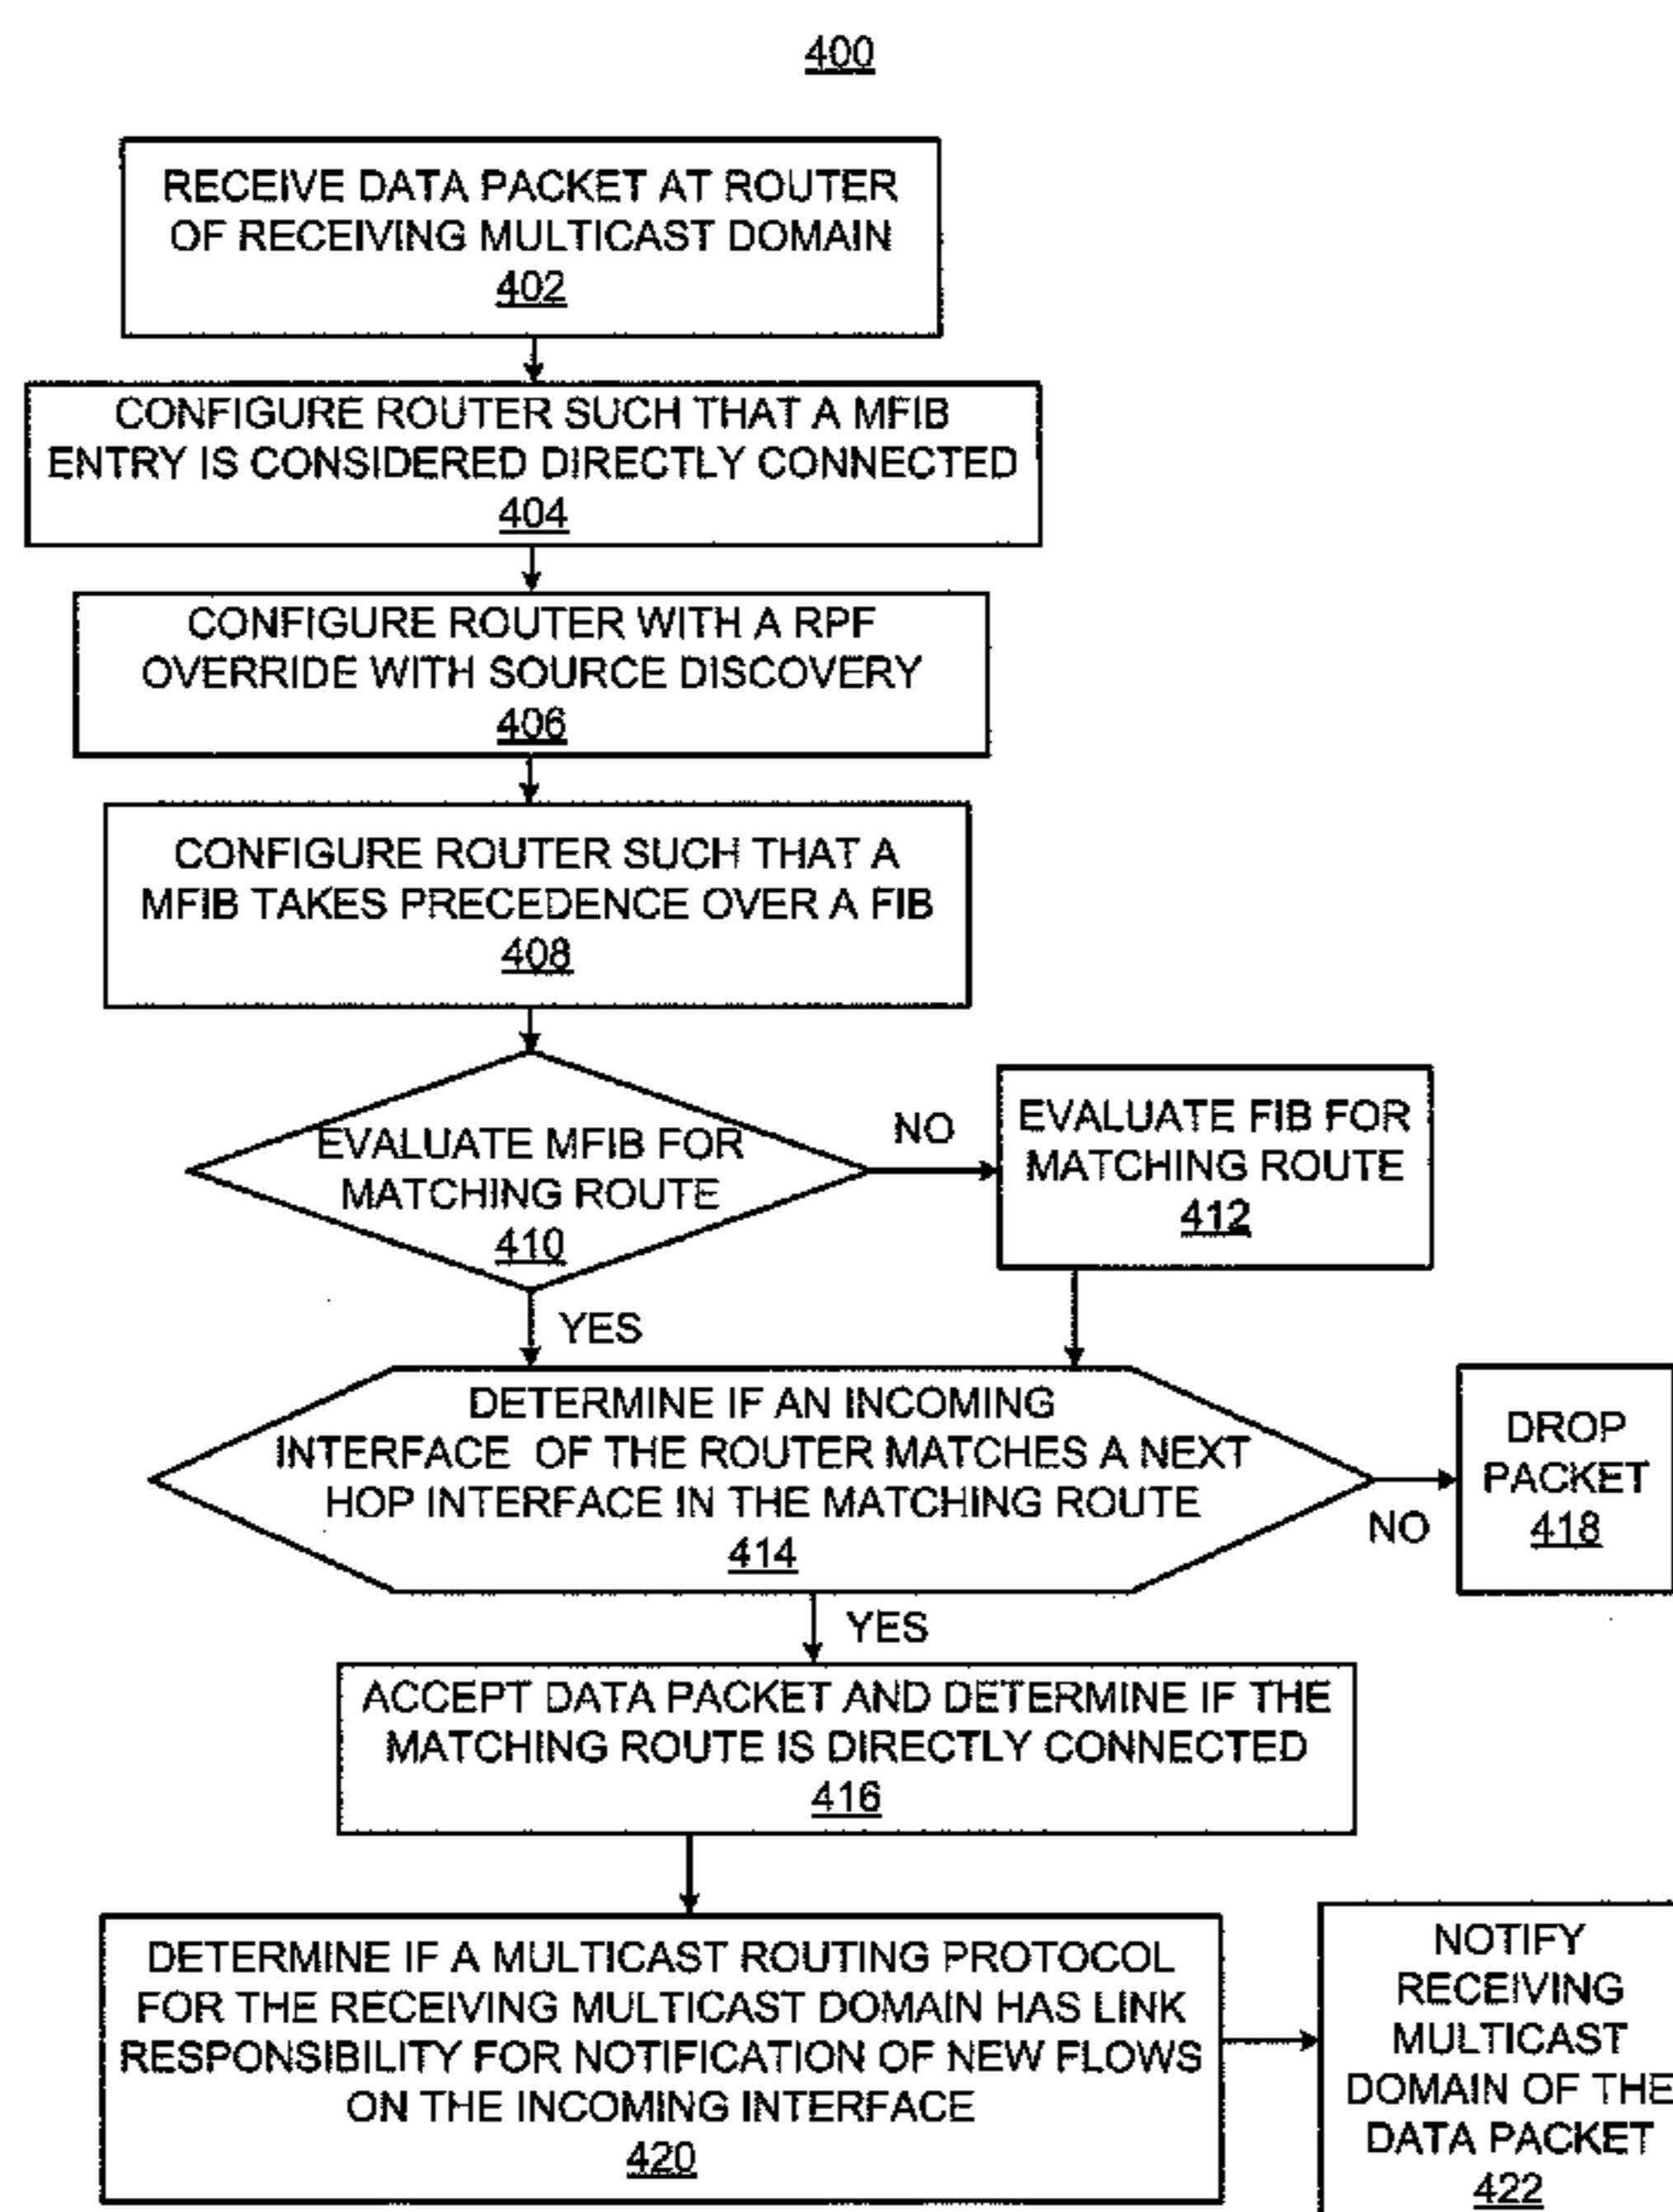 400
RECEIVE DATA PACKET AT ROUTER
OF RECEIVING MULTICAST DOMAIN
402
CONFIGURE ROUTER SUCH THAT A MFIB
ENTRY IS CONSIDERED DIRECTLY CONNECTED
404
CONFIGURE ROUTER WITH A RPF
OVERRIDE WITH SOURCE DISCOVERY
406
CONFIGURE ROUTER SUCH THAT A
MFIB TAKES PRECEDENCE OVER A FIB
408
EVALUATE MFIB FOR
MATCHING ROUTE
410
NO
EVALUATE FIB FOR
MATCHING ROUTE
412
YES
DETERMINE IF AN INCOMING
INTERFACE OF THE ROUTER MATCHES A NEXT
HOP INTERFACE IN THE MATCHING ROUTE
414
NO
DROP
PACKET
418
YES
ACCEPT DATA PACKET AND DETERMINE IF THE
MATCHING ROUTE IS DIRECTLY CONNECTED
416
DETERMINE IF A MULTICAST ROUTING PROTOCOL
FOR THE RECEIVING MULTICAST DOMAIN HAS LINK
RESPONSIBILITY FOR NOTIFICATION OF NEW FLOWS
ON THE INCOMING INTERFACE
420
NOTIFY
RECEIVING
MULTICAST
DOMAIN OF THE
DATA PACKET
422